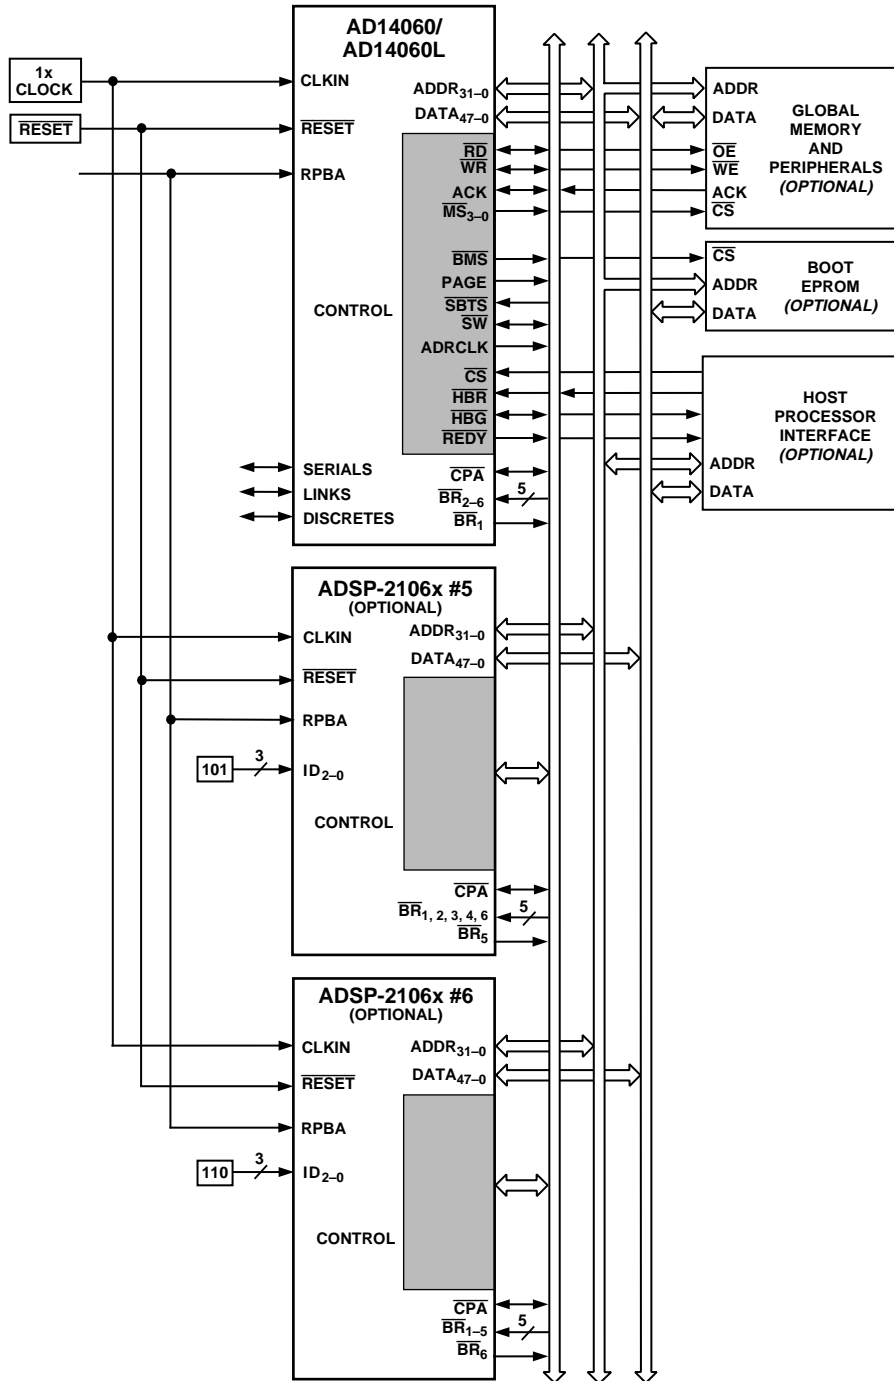 AD14060/
AD14060L
1x
CLOCK
RESET
CLKIN
RESET
RPBA
CONTROL
SERIALS
LINKS
DISCRETES
ADDR31–0
DATA47–0
RD
WR
ACK
MS3–0
BMS
PAGE
SBTS
SW
ADRCLK
CS
HBR
HBG
REDY
CPA
BR2–6
5
BR1
ADDR
DATA
OE
WE
ACK
CS
GLOBAL
MEMORY
AND
PERIPHERALS
(OPTIONAL)
CS
ADDR
DATA
BOOT
EPROM
(OPTIONAL)
HOST
PROCESSOR
INTERFACE
(OPTIONAL)
ADDR
DATA
ADSP-2106x #5
(OPTIONAL)
CLKIN
RESET
RPBA
101
3
ID2–0
CONTROL
ADDR31–0
DATA47–0
CPA
BR1, 2, 3, 4, 6
5
BR5
ADSP-2106x #6
(OPTIONAL)
CLKIN
RESET
RPBA
110
3
ID2–0
CONTROL
ADDR31–0
DATA47–0
CPA
BR1–5
5
BR6